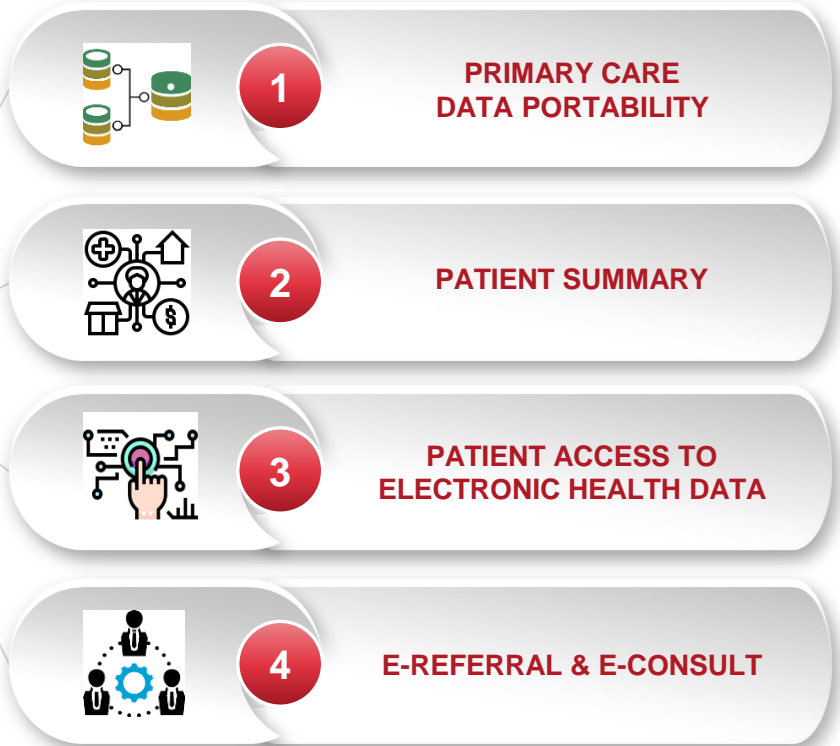 1
PRIMARY CARE
DATA PORTABILITY
2
PATIENT SUMMARY
$
3
PATIENT ACCESS TO
ELECTRONIC HEALTH DATA
4
E-REFERRAL & E-CONSULT